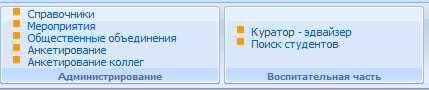 Справочники
Мероприятия
Общественные объединения
Анкетирование
Анкетирование коллег
Администрирование
Куратор - эдвайзер
Поиск студентов
Воспитательная часть